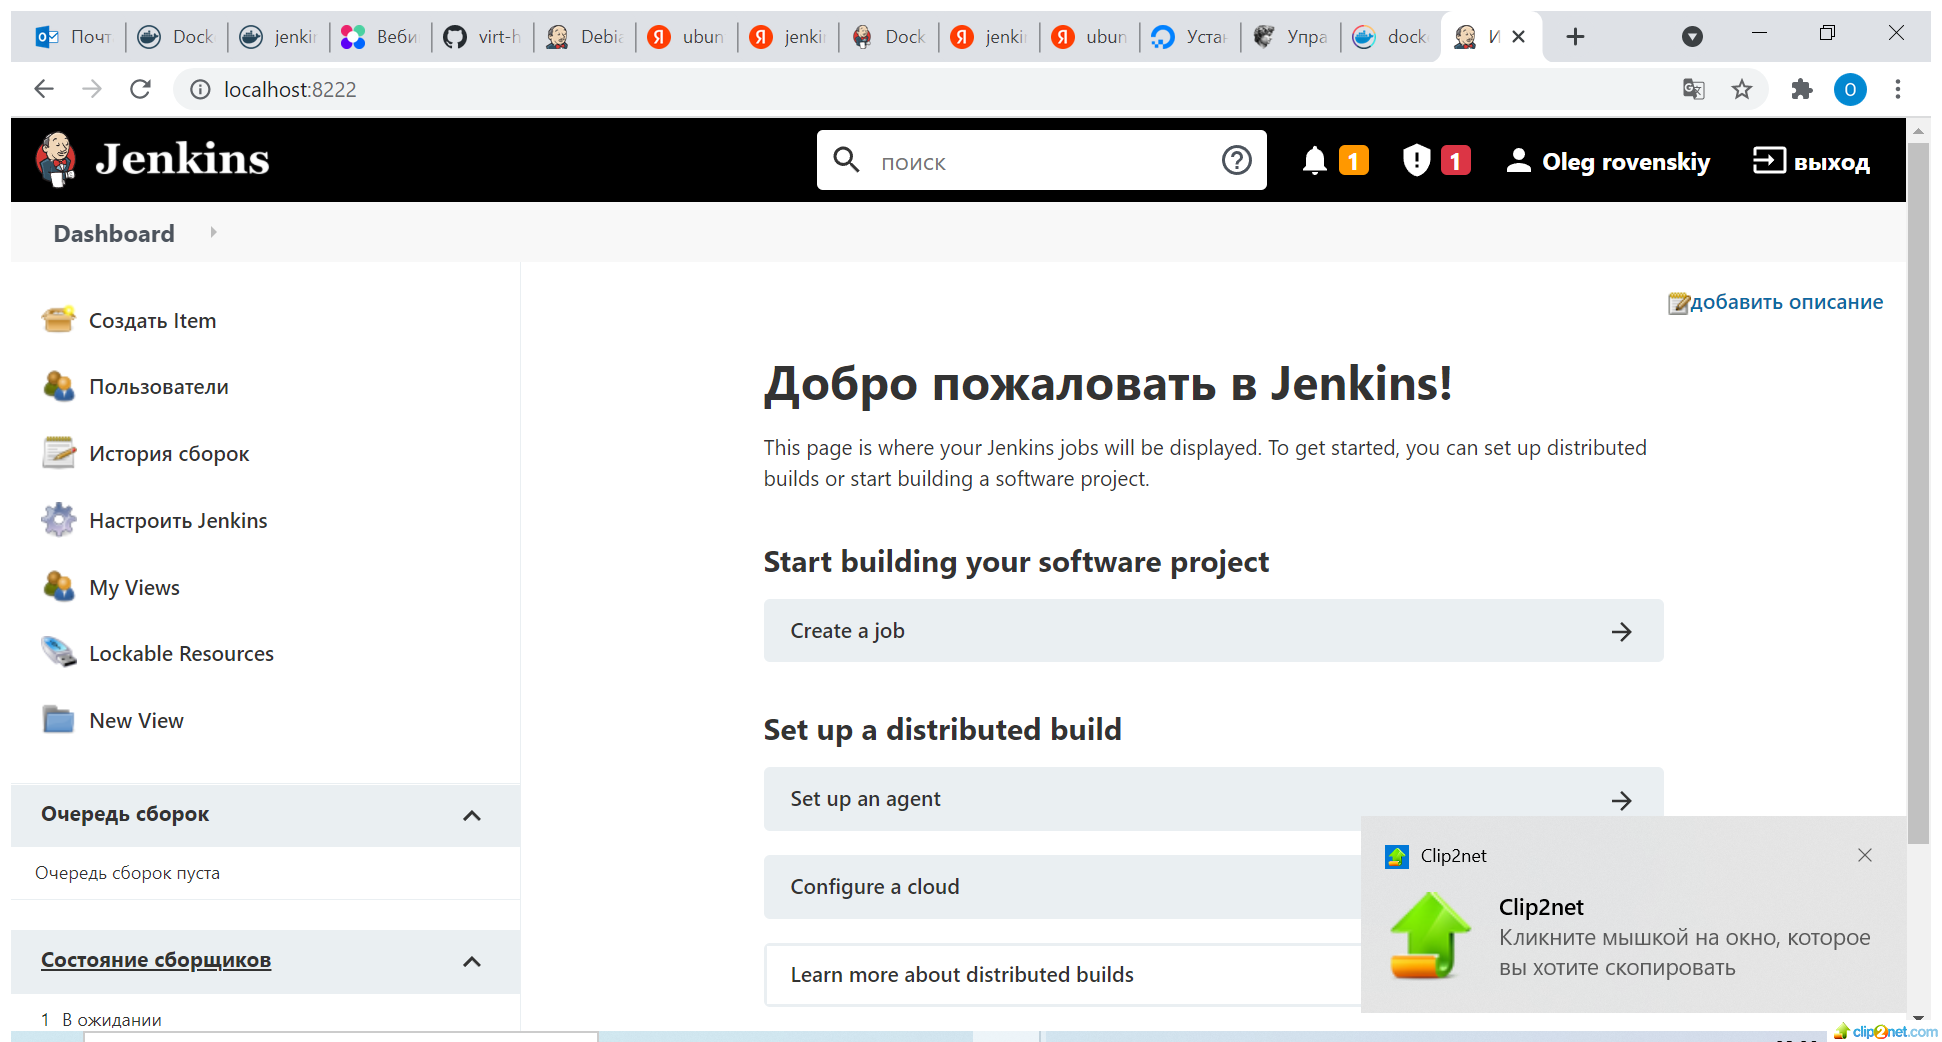 Почт Dock jenkin Веби virt-h Debia ubun jenkin Dock jenkin ubun Устан Упра docke И
localhost:8222
Jenkins поиск 1 1 Oleg rovenskiy выход
Dashboard
добавить описание
Создать Item
Пользователи
История сборок
Настроить Jenkins
My Views
Lockable Resources
New View
Очередь сборок
Очередь сборок пуста
Состояние сборщиков
1 В ожидании
Добро пожаловать в Jenkins!
This page is where your Jenkins jobs will be displayed. To get started, you can set up distributed
builds or start building a software project.
Start building your software project
Create a job
Set up a distributed build
Set up an agent
Configure a cloud
Learn more about distributed builds
Clip2net
Clip2net
Кликните мышкой на окно, которое
вы хотите скопировать
clip2net.com